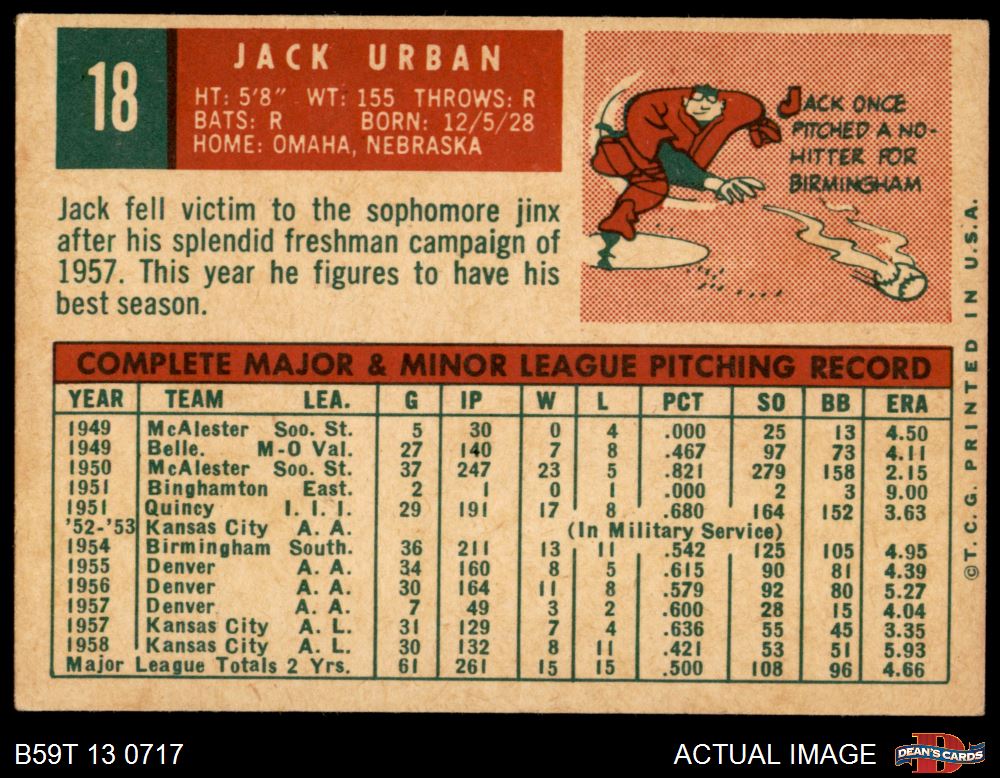 18
JACK URBAN
HT: 5'8" WT: 155 THROWS: R
BATS: R BORN: 12/5/28
HOME: OMAHA, NEBRASKA
JACK ONCE
PITCHED A NO-
HITTER FOR
BIRMINGHAM
Jack fell victim to the sophomore jinx
after his splendid freshman campaign of
1957. This year he figures to have his
best season.
COMPLETE MAJOR & MINOR LEAGUE PITCHING RECORD
YEAR TEAM LEA. G IP W L PCT SO BB ERA
1949 McAlester Soo. St. 5 30 0 4 .000 25 13 4.50
1949 Belle. M-O Val. 27 140 7 8 .467 97 73 4.11
1950 McAlester Soo. St. 37 247 23 5 .821 279 158 2.15
1951 Binghamton East. 2 1 0 1 .000 2 3 9.00
1951 Quincy I. I. I. 29 191 17 8 .680 164 152 3.63
'52-'53 Kansas City A. A. (In Military Service)
1954 Birmingham South. 36 211 13 11 .542 125 105 4.95
1955 Denver A. A. 34 160 8 5 .615 90 81 4.39
1956 Denver A. A. 30 164 11 8 .579 92 80 5.27
1957 Denver A. A. 7 49 3 2 .600 28 15 4.04
1957 Kansas City A. L. 31 129 7 4 .636 55 45 3.35
1958 Kansas City A. L. 30 132 8 11 .421 53 51 5.93
Major League Totals 2 Yrs. 61 261 15 15 .500 108 96 4.66
©T. C. G. PRINTED IN U.S.A.
B59T 13 0717
ACTUAL IMAGE
DEAN'S CARDS